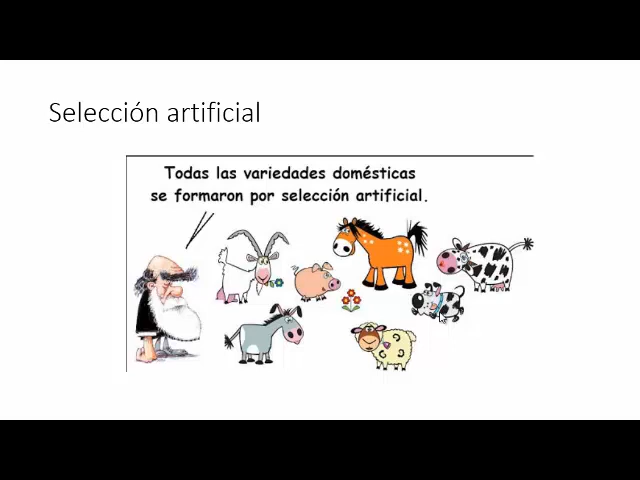 Selección artificial
Todas las variedades domésticas
se formaron por selección artificial.